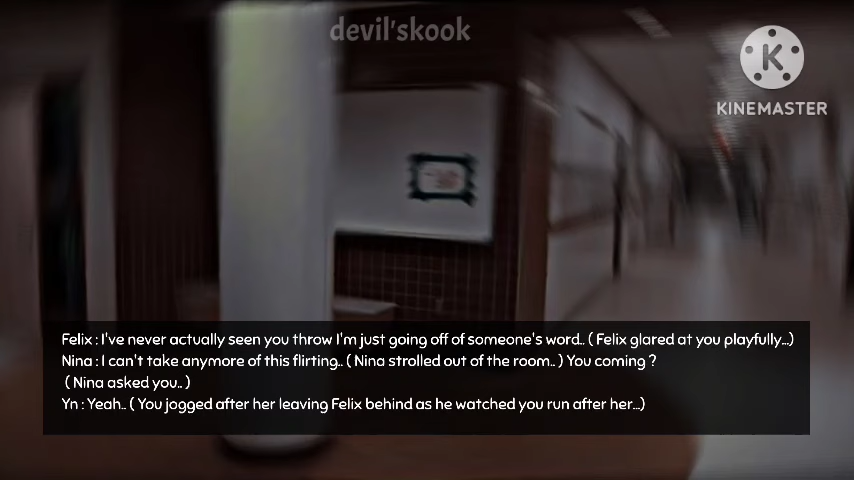 devil'skook
KINEMASTER
Felix : I've never actually seen you throw I'm just going off of someone's word.. ( Felix glared at you playfully...)
Nina : I can't take anymore of this flirting.. ( Nina strolled out of the room.. ) You coming ?
( Nina asked you.. )
Yn : Yeah.. ( You jogged after her leaving Felix behind as he watched you run after her...)